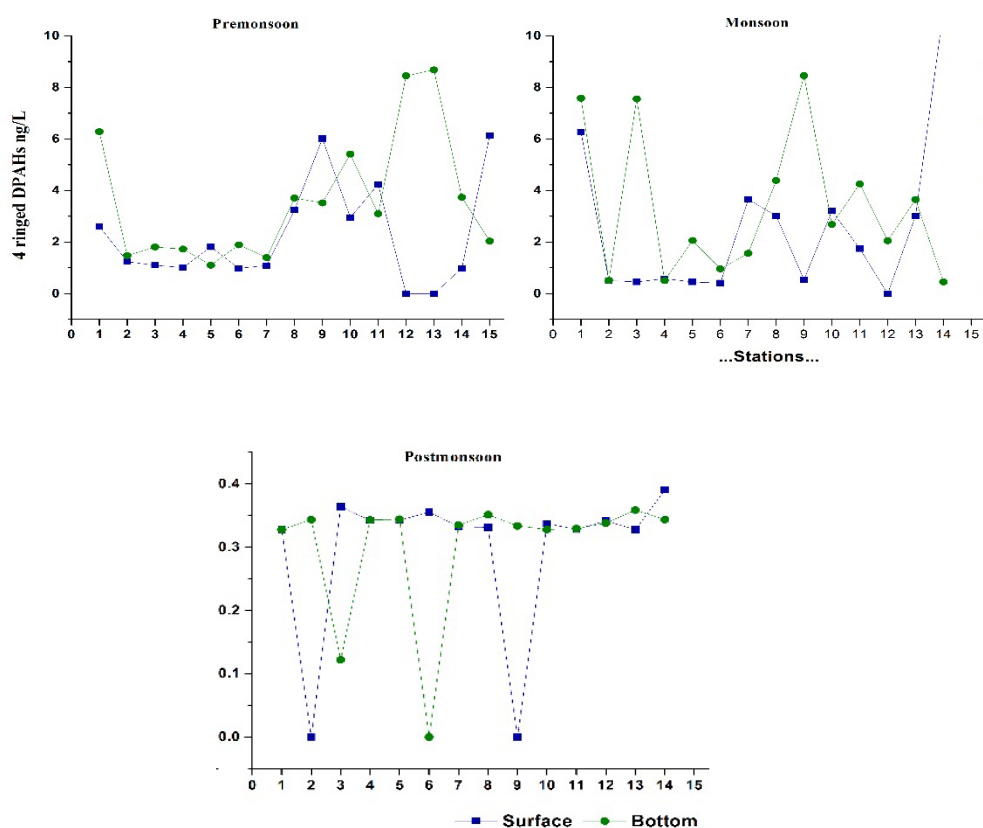 Premonsoon
Monsoon
4 ringed DPAHs ng/L
10
8
6
4
2
0
0 1 2 3 4 5 6 7 8 9 10 11 12 13 14 15
10
8
6
4
2
0
0 1 2 3 4 5 6 7 8 9 10 11 12 13 14 15
...Stations...
Postmonsoon
0.4
0.3
0.2
0.1
0.0
1 2 3 4 5 6 7 8 9 10 11 12 13 14 15
Surface Bottom